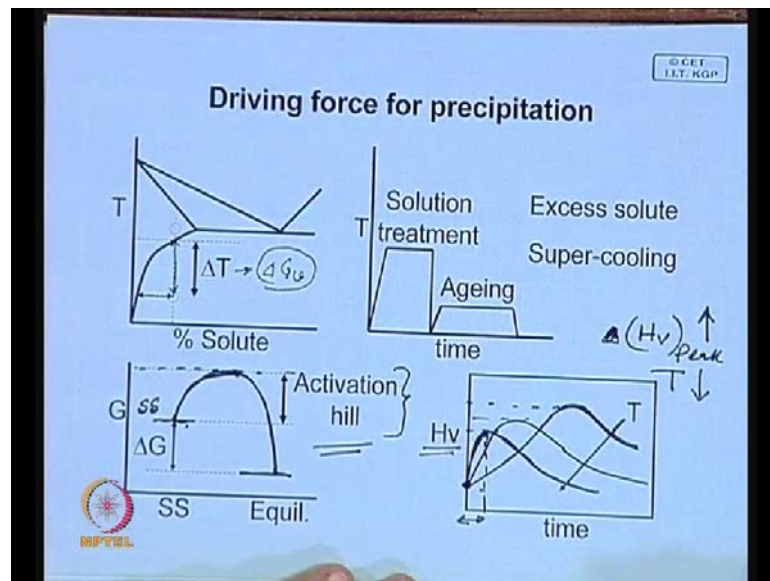 © CET
I.I.T. KGP
Driving force for precipitation
T
ΔT → ΔGv
% Solute
T
Solution
treatment
Ageing
time
Excess solute
Super-cooling
Δ(Hv)peak ↑
T ↓
G
SS
ΔG
Activation
hill
SS
Equil.
Hv
T
time
NPTEL